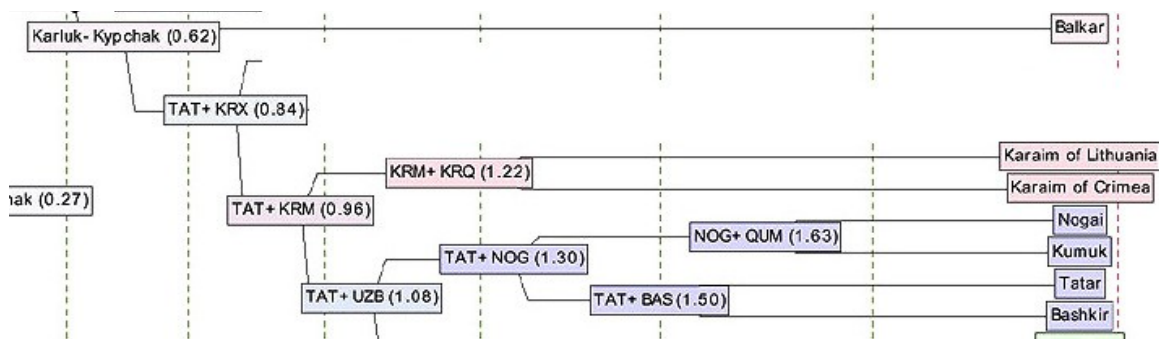 Karluk- Kypchak (0.62)
Balkar
TAT+ KRX (0.84)
Karaim of Lithuania
KRM+ KRQ (1.22)
Karaim of Crimea
nak (0.27)
TAT+ KRM (0.96)
Nogai
NOG+ QUM (1.63)
Kumuk
TAT+ NOG (1.30)
Tatar
TAT+ UZB (1.08)
TAT+ BAS (1.50)
Bashkir